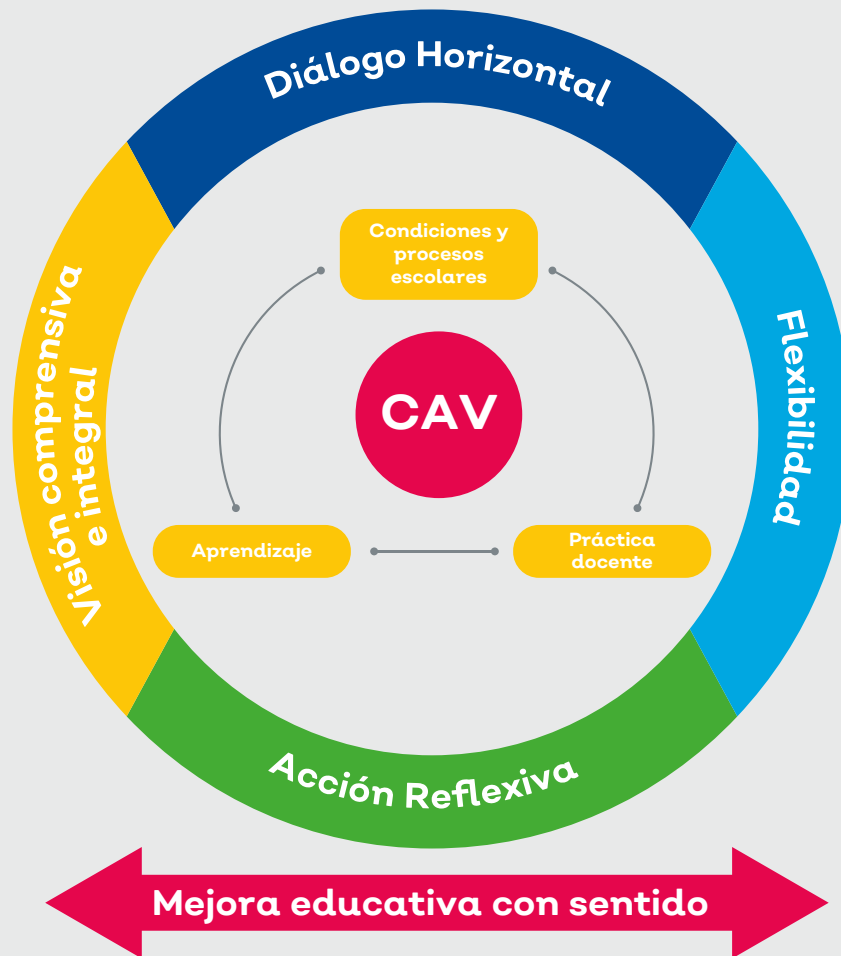 Diálogo Horizontal
Condiciones y
procesos
escolares
Visión comprensiva
e integral
CAV
Flexibilidad
Aprendizaje
Práctica
docente
Acción Reflexiva
Mejora educativa con sentido